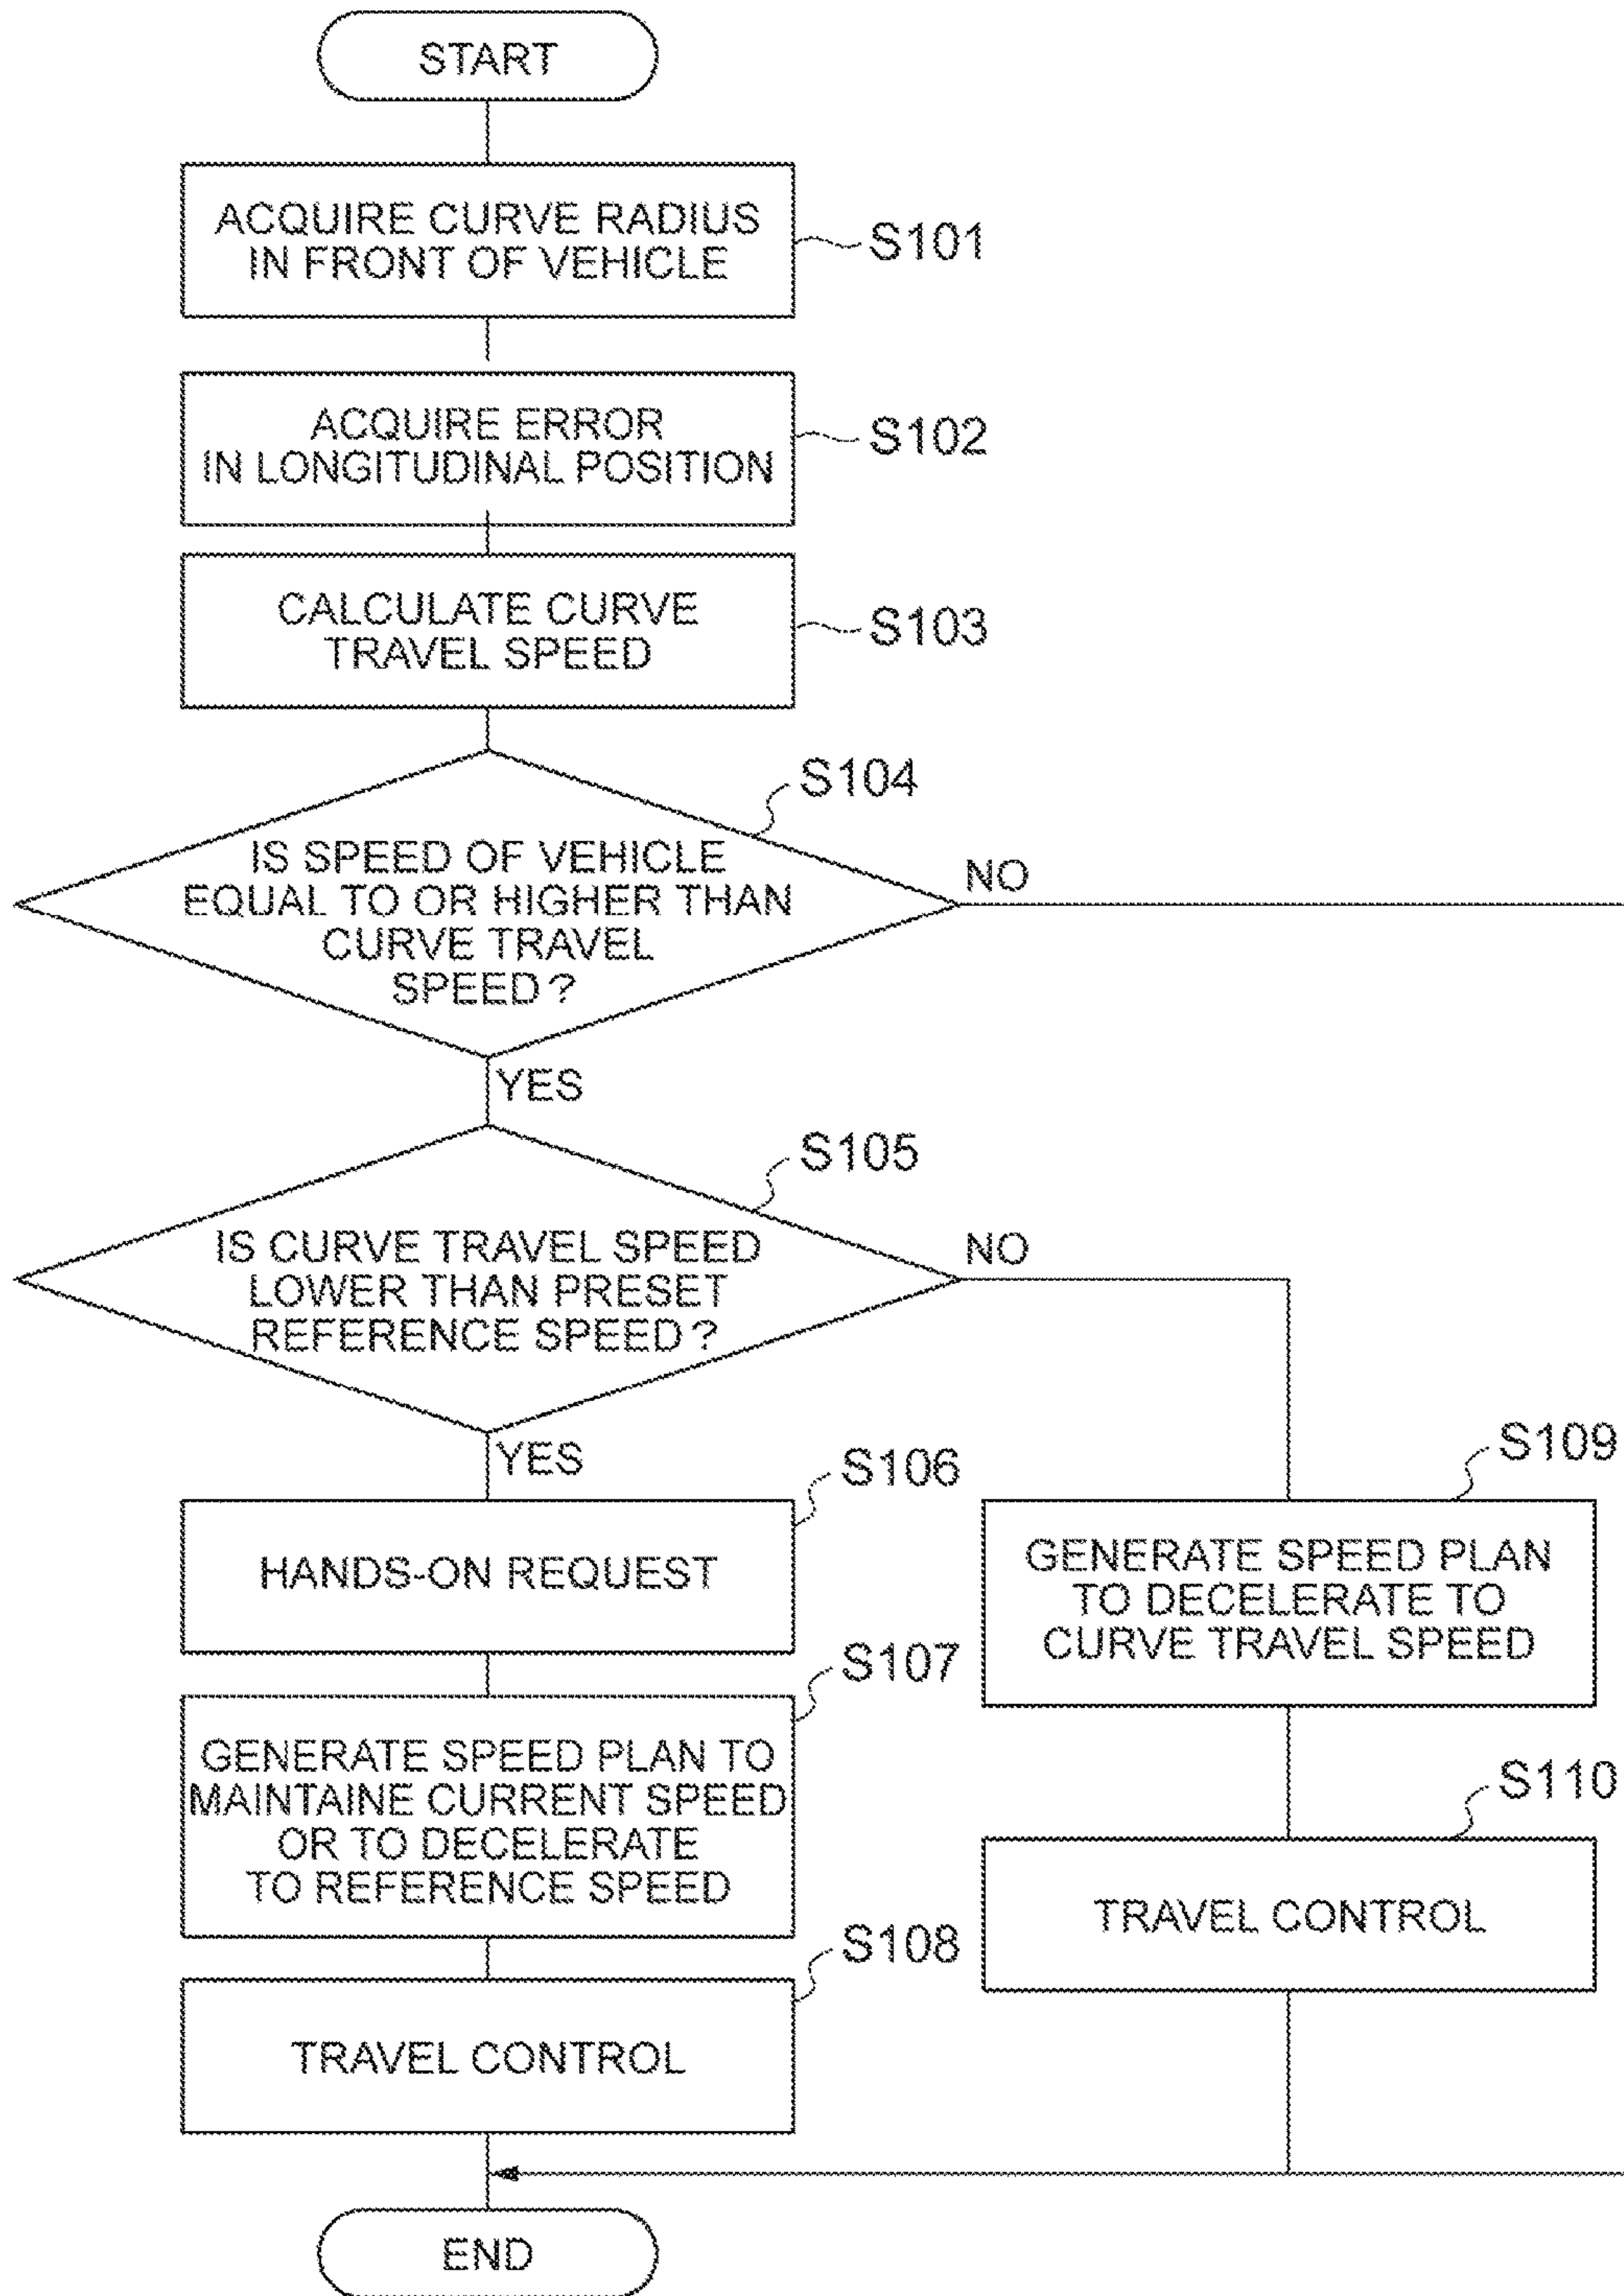 START
ACQUIRE CURVE RADIUS
IN FRONT OF VEHICLE
S101
ACQUIRE ERROR
IN LONGITUDINAL POSITION
S102
CALCULATE CURVE
TRAVEL SPEED
S103
S104
IS SPEED OF VEHICLE
EQUAL TO OR HIGHER THAN
CURVE TRAVEL
SPEED?
NO
YES
S105
IS CURVE TRAVEL SPEED
LOWER THAN PRESET
REFERENCE SPEED?
NO
YES
S106
HANDS-ON REQUEST
S107
GENERATE SPEED PLAN TO
MAINTAINE CURRENT SPEED
OR TO DECELERATE
TO REFERENCE SPEED
S108
TRAVEL CONTROL
S109
GENERATE SPEED PLAN
TO DECELERATE TO
CURVE TRAVEL SPEED
S110
TRAVEL CONTROL
END